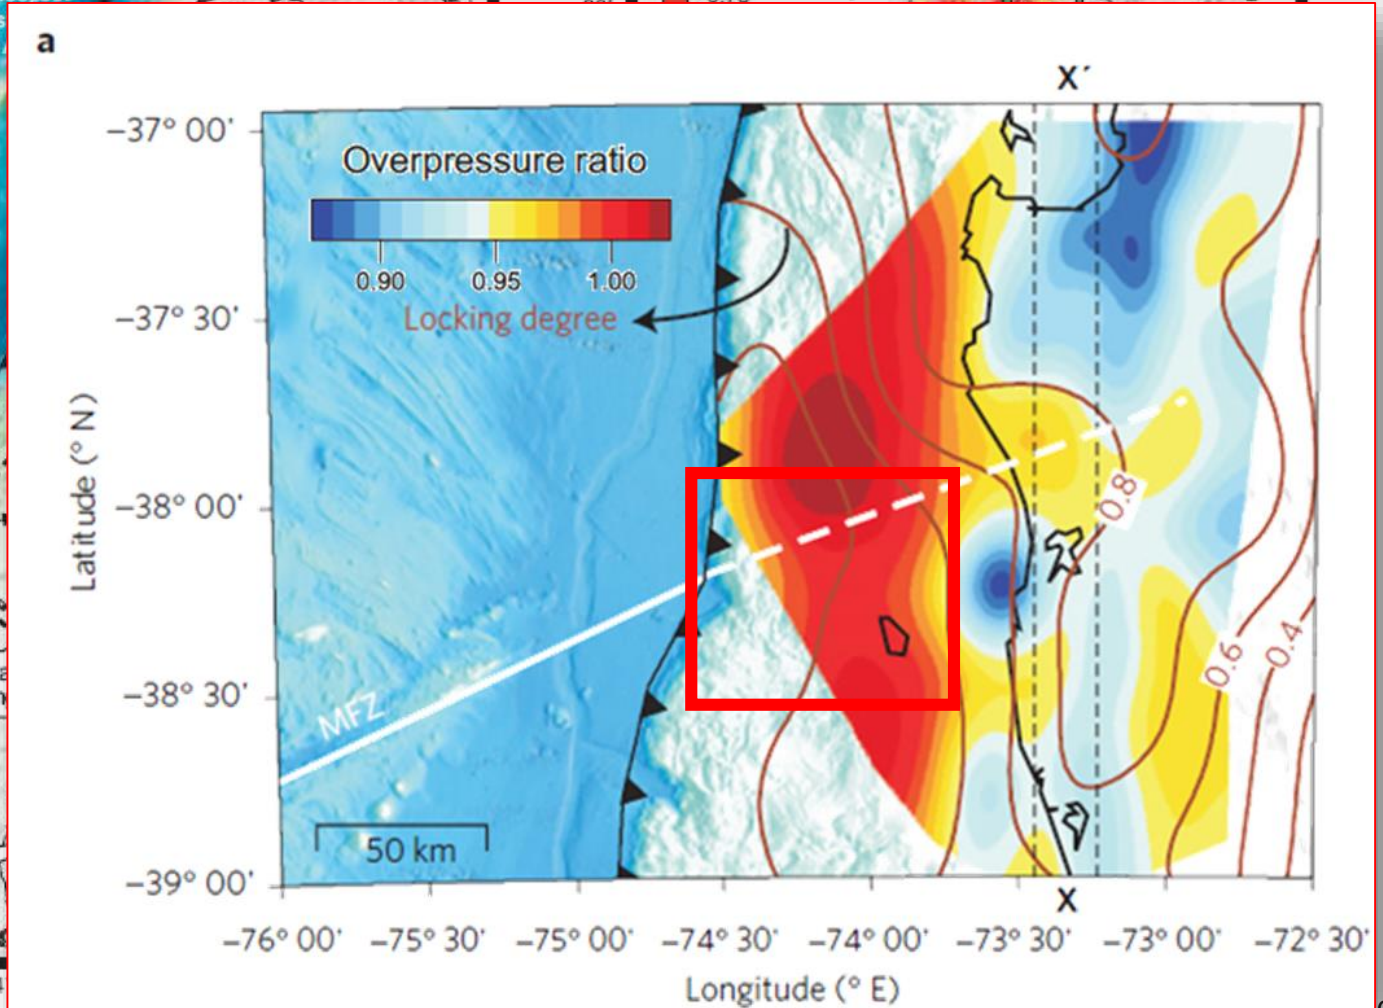 a
X´
−37° 00'
Overpressure ratio
0.90 0.95 1.00
Locking degree
−37° 30'
Latitude (° N)
−38° 00'
0.8
0.6
0.4
−38° 30'
MFZ
50 km
−39° 00'
X
−76° 00' −75° 30' −75° 00' −74° 30' −74° 00' −73° 30' −73° 00' −72° 30'
Longitude (° E)